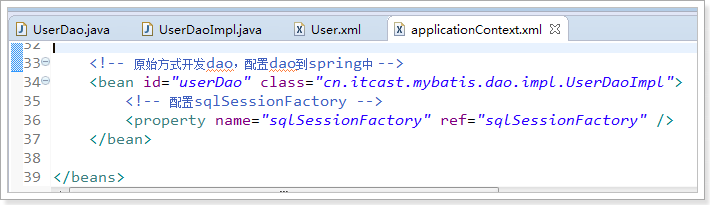 UserDao.java UserDaoImpl.java User.xml applicationContext.xml
32
33 <!-- 原始方式开发dao，配置dao到spring中 -->
34 <bean id="userDao" class="cn.itcast.mybatis.dao.impl.UserDaoImpl">
35 <!-- 配置sqlSessionFactory -->
36 <property name="sqlSessionFactory" ref="sqlSessionFactory" />
37 </bean>
38
39 </beans>